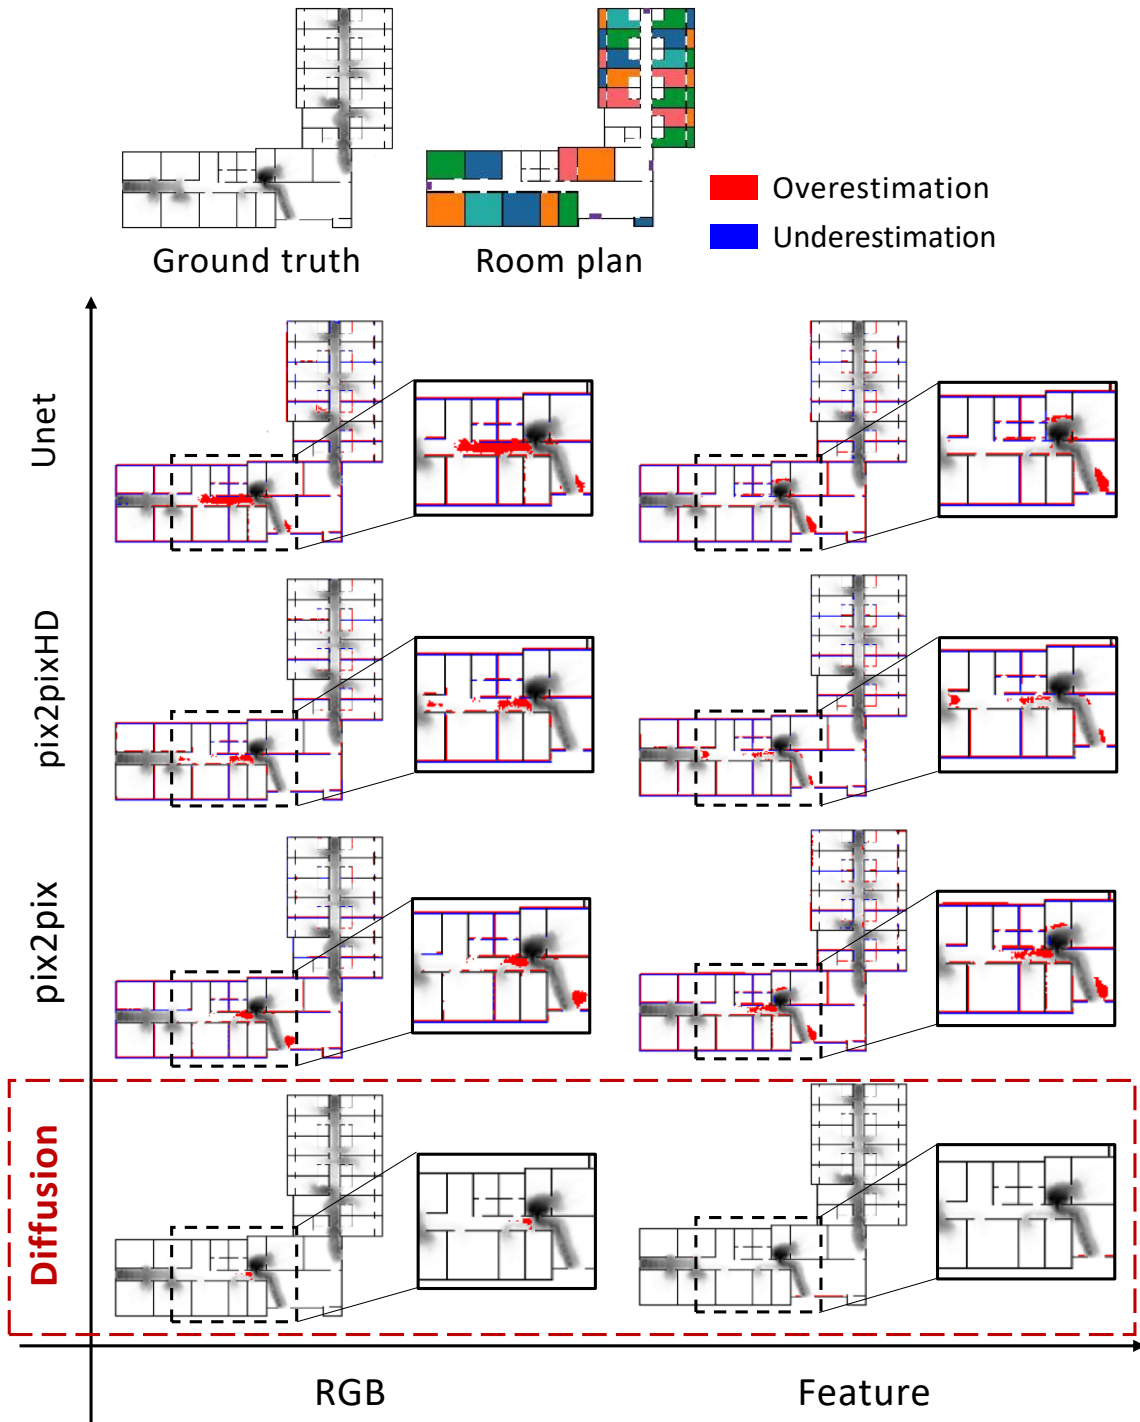 Ground truth
Room plan
Overestimation
Underestimation
Unet
pix2pixHD
pix2pix
Diffusion
RGB
Feature